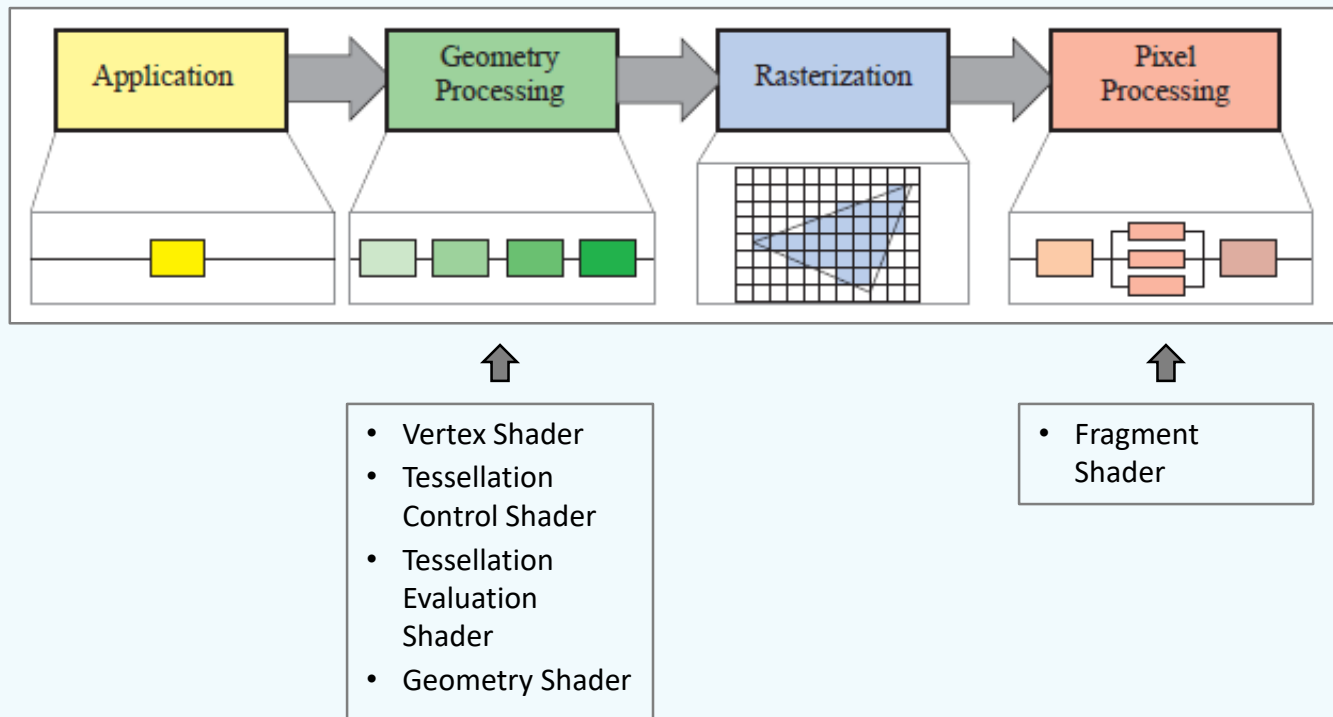 Application
Geometry
Processing
Rasterization
Pixel
Processing
• Vertex Shader
• Tessellation
Control Shader
• Tessellation
Evaluation
Shader
• Geometry Shader
• Fragment
Shader